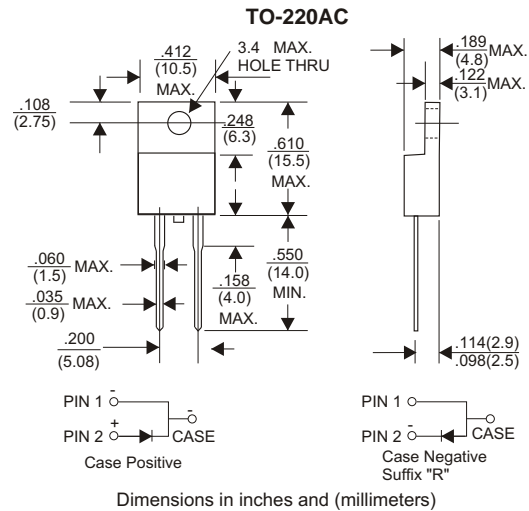 TO-220AC
.412
(10.5)
MAX.
3.4 MAX.
HOLE THRU
.108
(2.75)
.248
(6.3)
.610
(15.5)
MAX.
.060
(1.5)
MAX.
.035
(0.9)
MAX.
.158
(4.0)
MAX.
.550
(14.0)
MIN.
.200
(5.08)
.189
(4.8)
MAX.
.122
(3.1)
MAX.
.114(2.9)
.098(2.5)
PIN 1 -
PIN 2 +
-
CASE
Case Positive
PIN 1
PIN 2 -
CASE
Case Negative
Suffix "R"
Dimensions in inches and (millimeters)